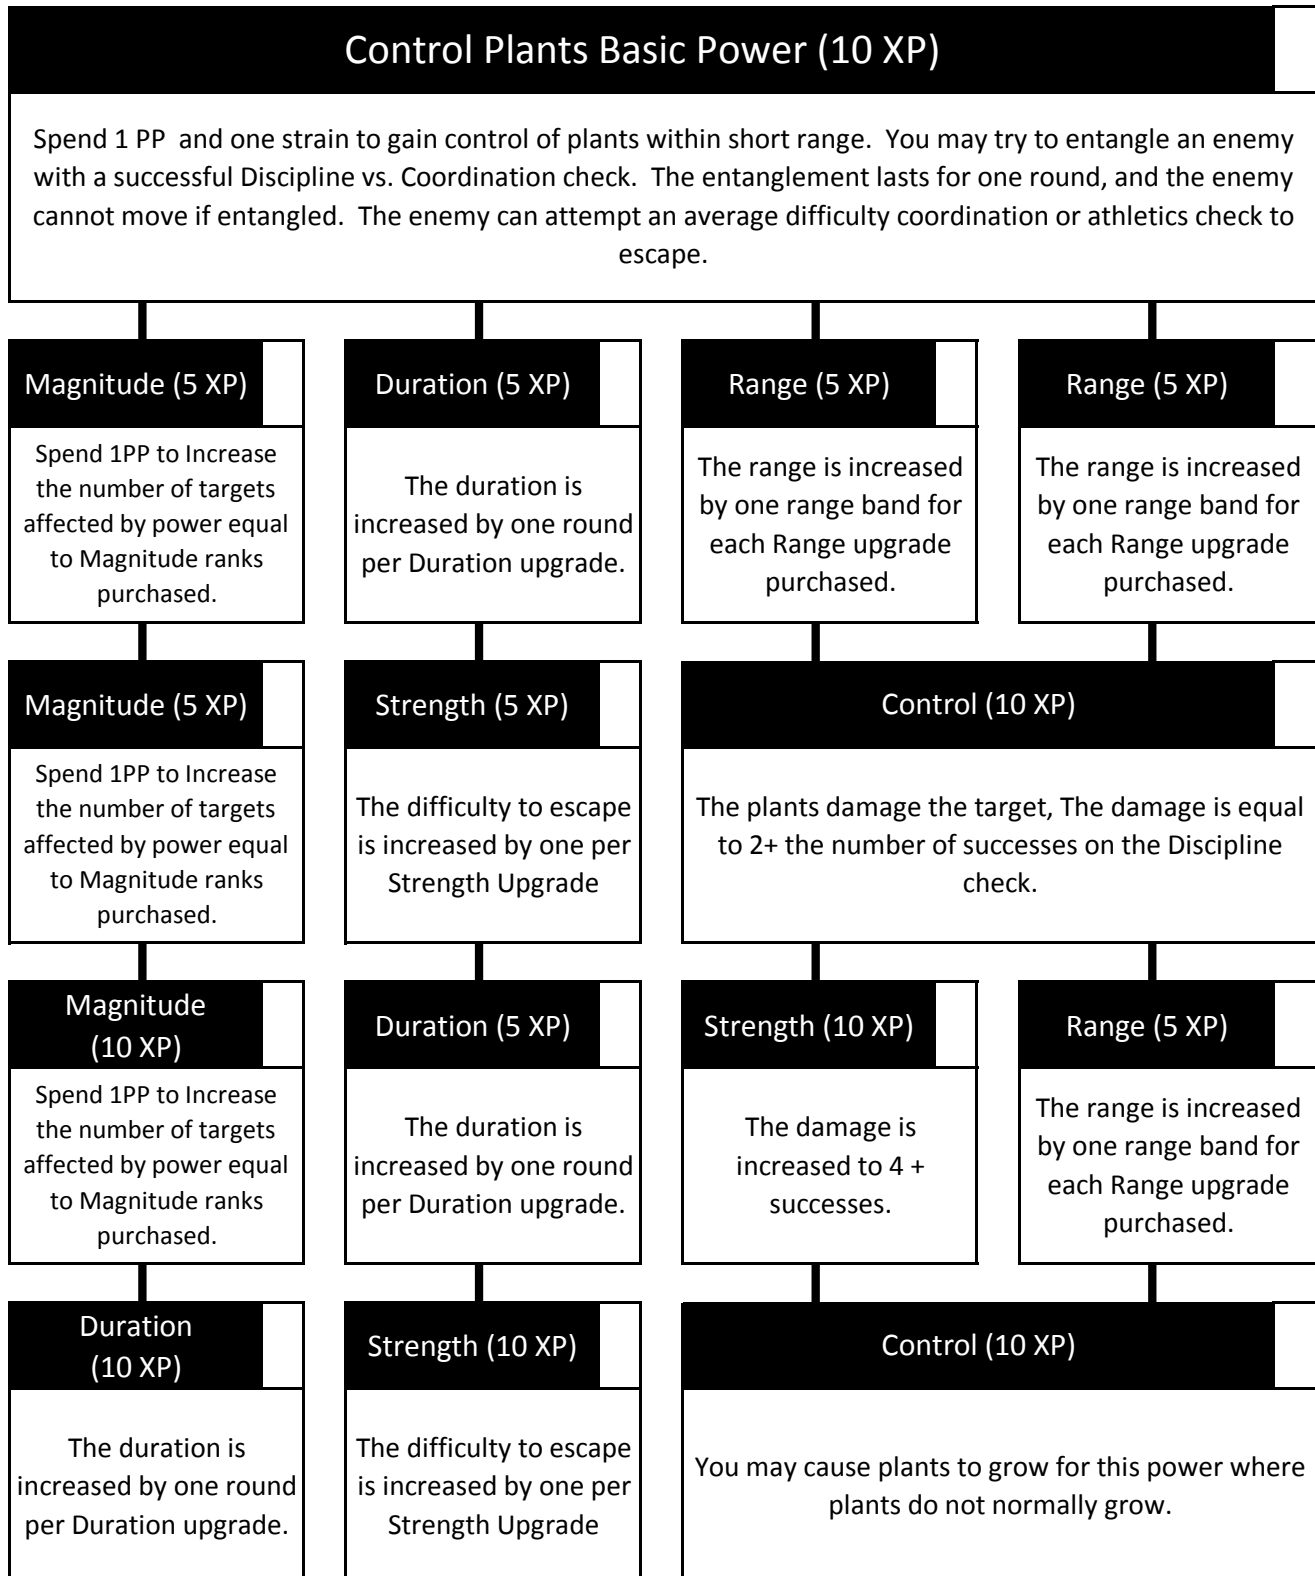 Control Plants Basic Power (10 XP)
Spend 1 PP and one strain to gain control of plants within short range. You may try to entangle an enemy
with a successful Discipline vs. Coordination check. The entanglement lasts for one round, and the enemy
cannot move if entangled. The enemy can attempt an average difficulty coordination or athletics check to
escape.
Magnitude (5 XP)
Spend 1PP to Increase
the number of targets
affected by power equal
to Magnitude ranks
purchased.
Duration (5 XP)
The duration is
increased by one round
per Duration upgrade.
Range (5 XP)
The range is increased
by one range band for
each Range upgrade
purchased.
Range (5 XP)
The range is increased
by one range band for
each Range upgrade
purchased.
Magnitude (5 XP)
Spend 1PP to Increase
the number of targets
affected by power equal
to Magnitude ranks
purchased.
Strength (5 XP)
The difficulty to escape
is increased by one per
Strength Upgrade
Control (10 XP)
The plants damage the target, The damage is equal
to 2+ the number of successes on the Discipline
check.
Magnitude
(10 XP)
Spend 1PP to Increase
the number of targets
affected by power equal
to Magnitude ranks
purchased.
Duration (5 XP)
The duration is
increased by one round
per Duration upgrade.
Strength (10 XP)
The damage is
increased to 4 +
successes.
Range (5 XP)
The range is increased
by one range band for
each Range upgrade
purchased.
Duration
(10 XP)
The duration is
increased by one round
per Duration upgrade.
Strength (10 XP)
The difficulty to escape
is increased by one per
Strength Upgrade
Control (10 XP)
You may cause plants to grow for this power where
plants do not normally grow.